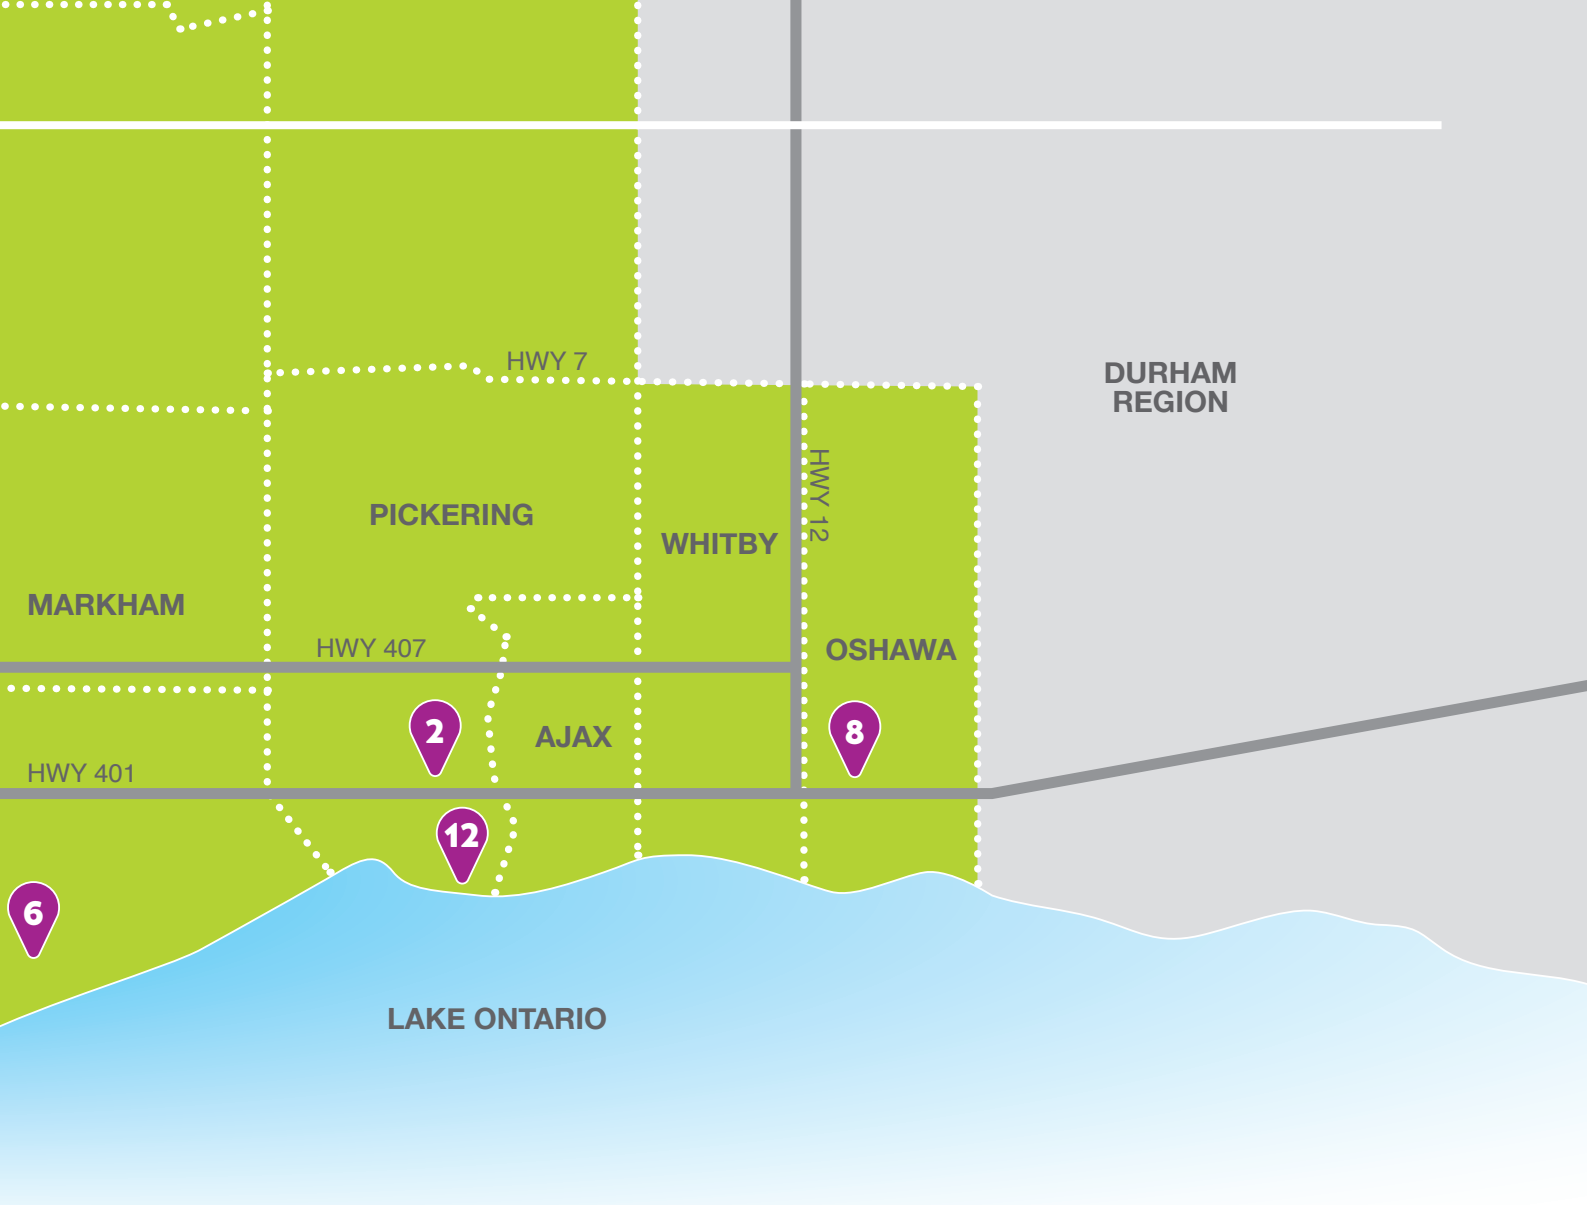 HWY 7
DURHAM
REGION
HWY 12
PICKERING
WHITBY
MARKHAM
HWY 407
OSHAWA
2
AJAX
8
HWY 401
12
6
LAKE ONTARIO